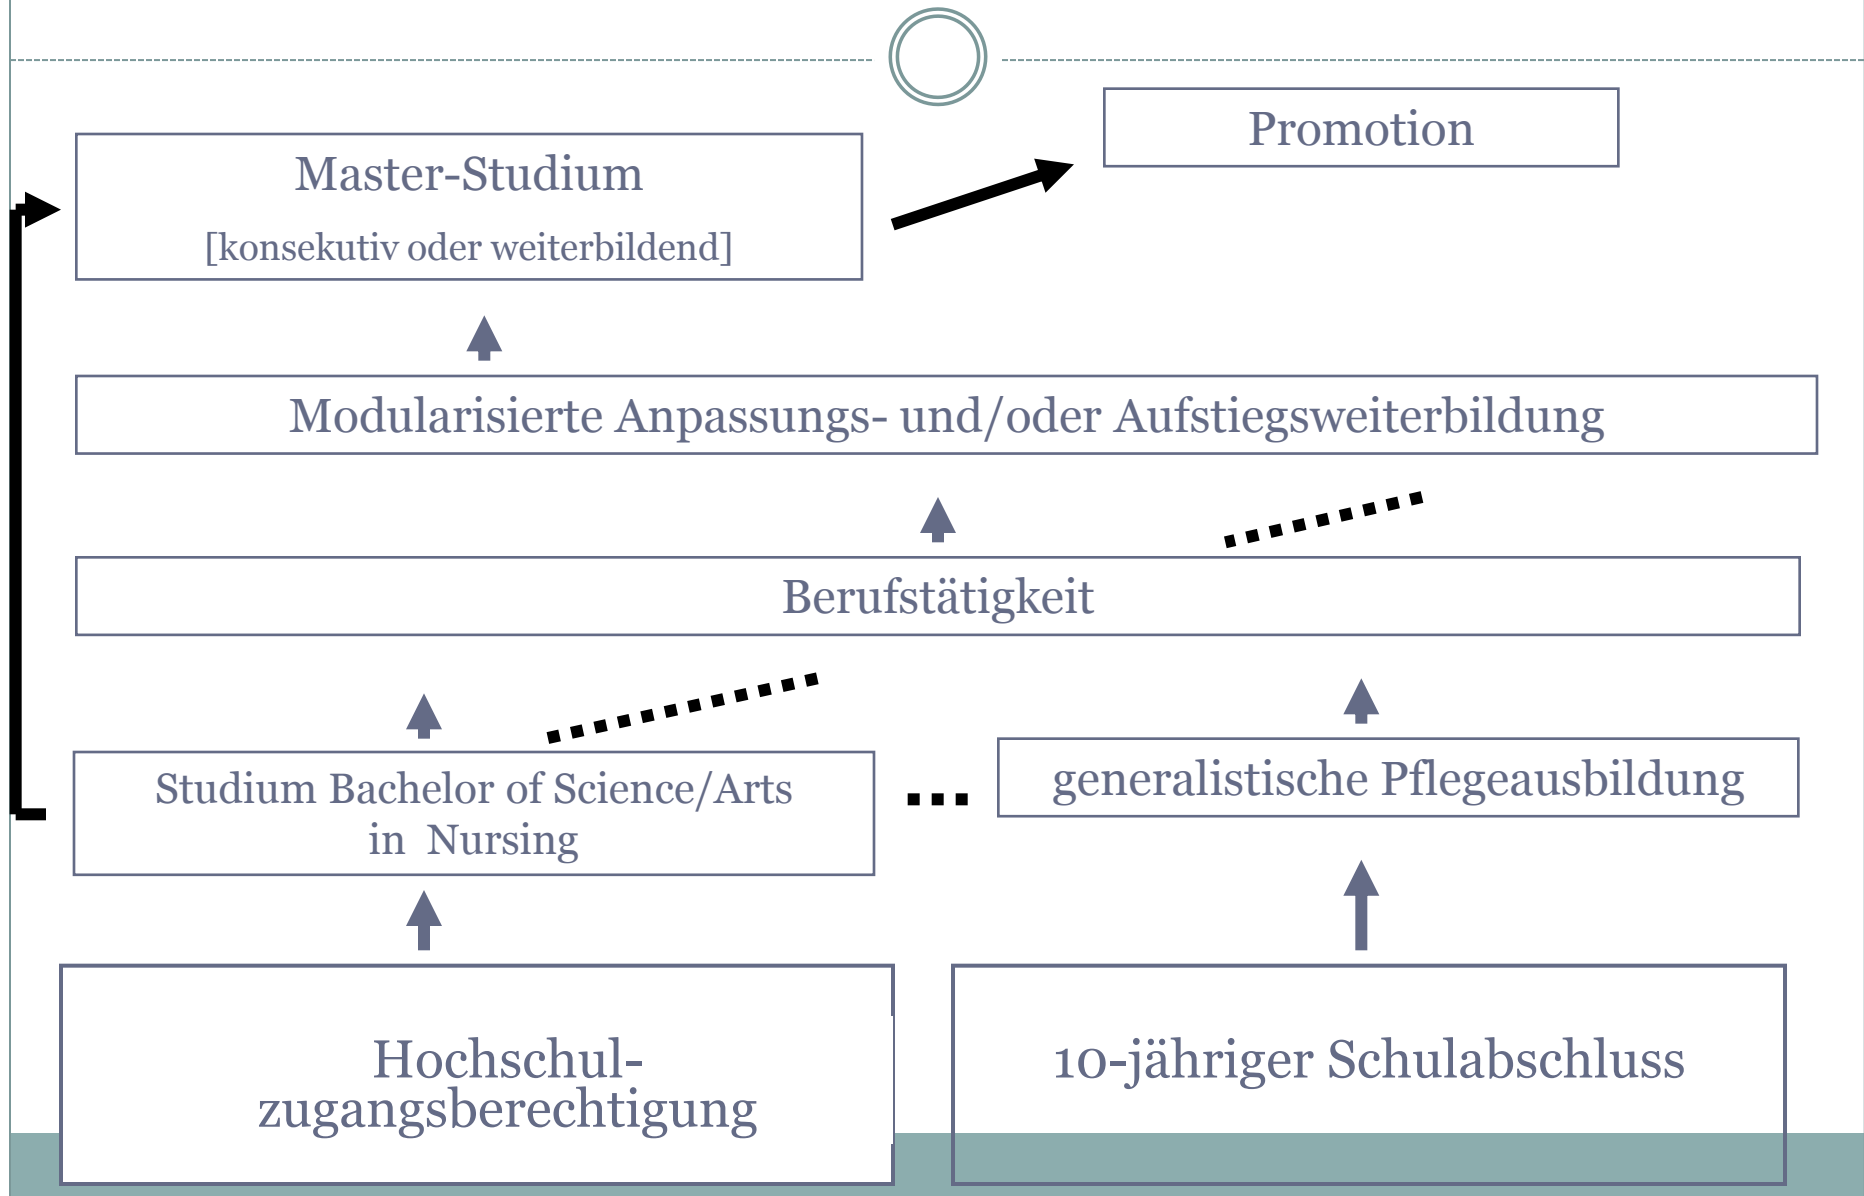 Promotion
Master-Studium
[konsekutiv oder weiterbildend]
Modularisierte Anpassungs- und/oder Aufstiegsweiterbildung
Berufstätigkeit
Studium Bachelor of Science/Arts
in Nursing
generalistische Pflegeausbildung
Hochschul-
zugangsberechtigung
10-jähriger Schulabschluss